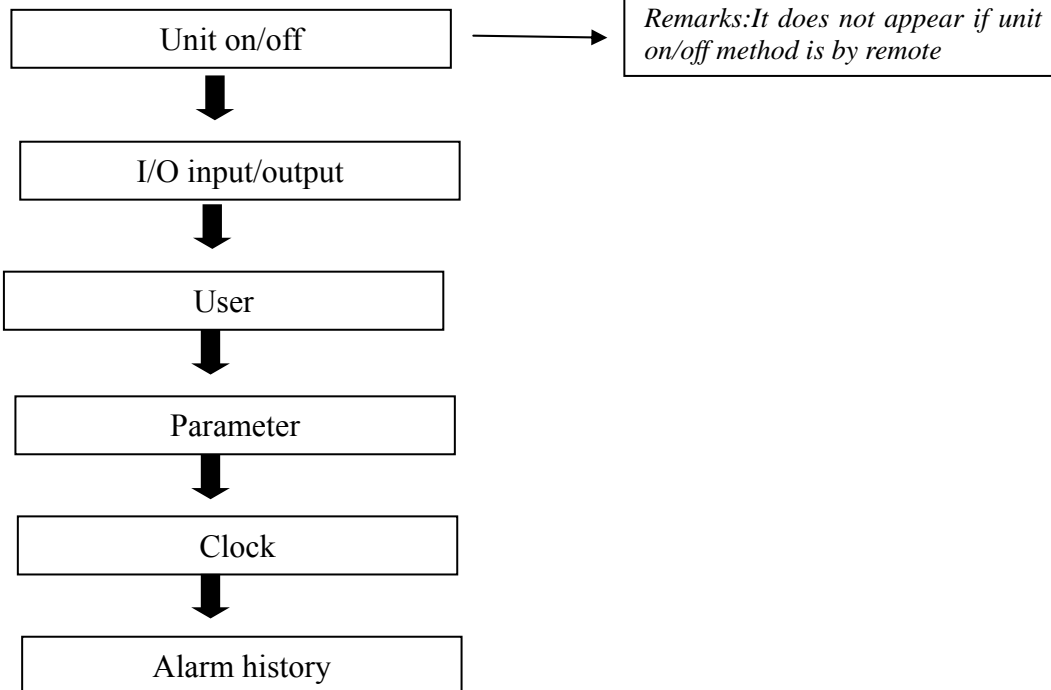 Unit on/off
Remarks:It does not appear if unit
on/off method is by remote
I/O input/output
User
Parameter
Clock
Alarm history